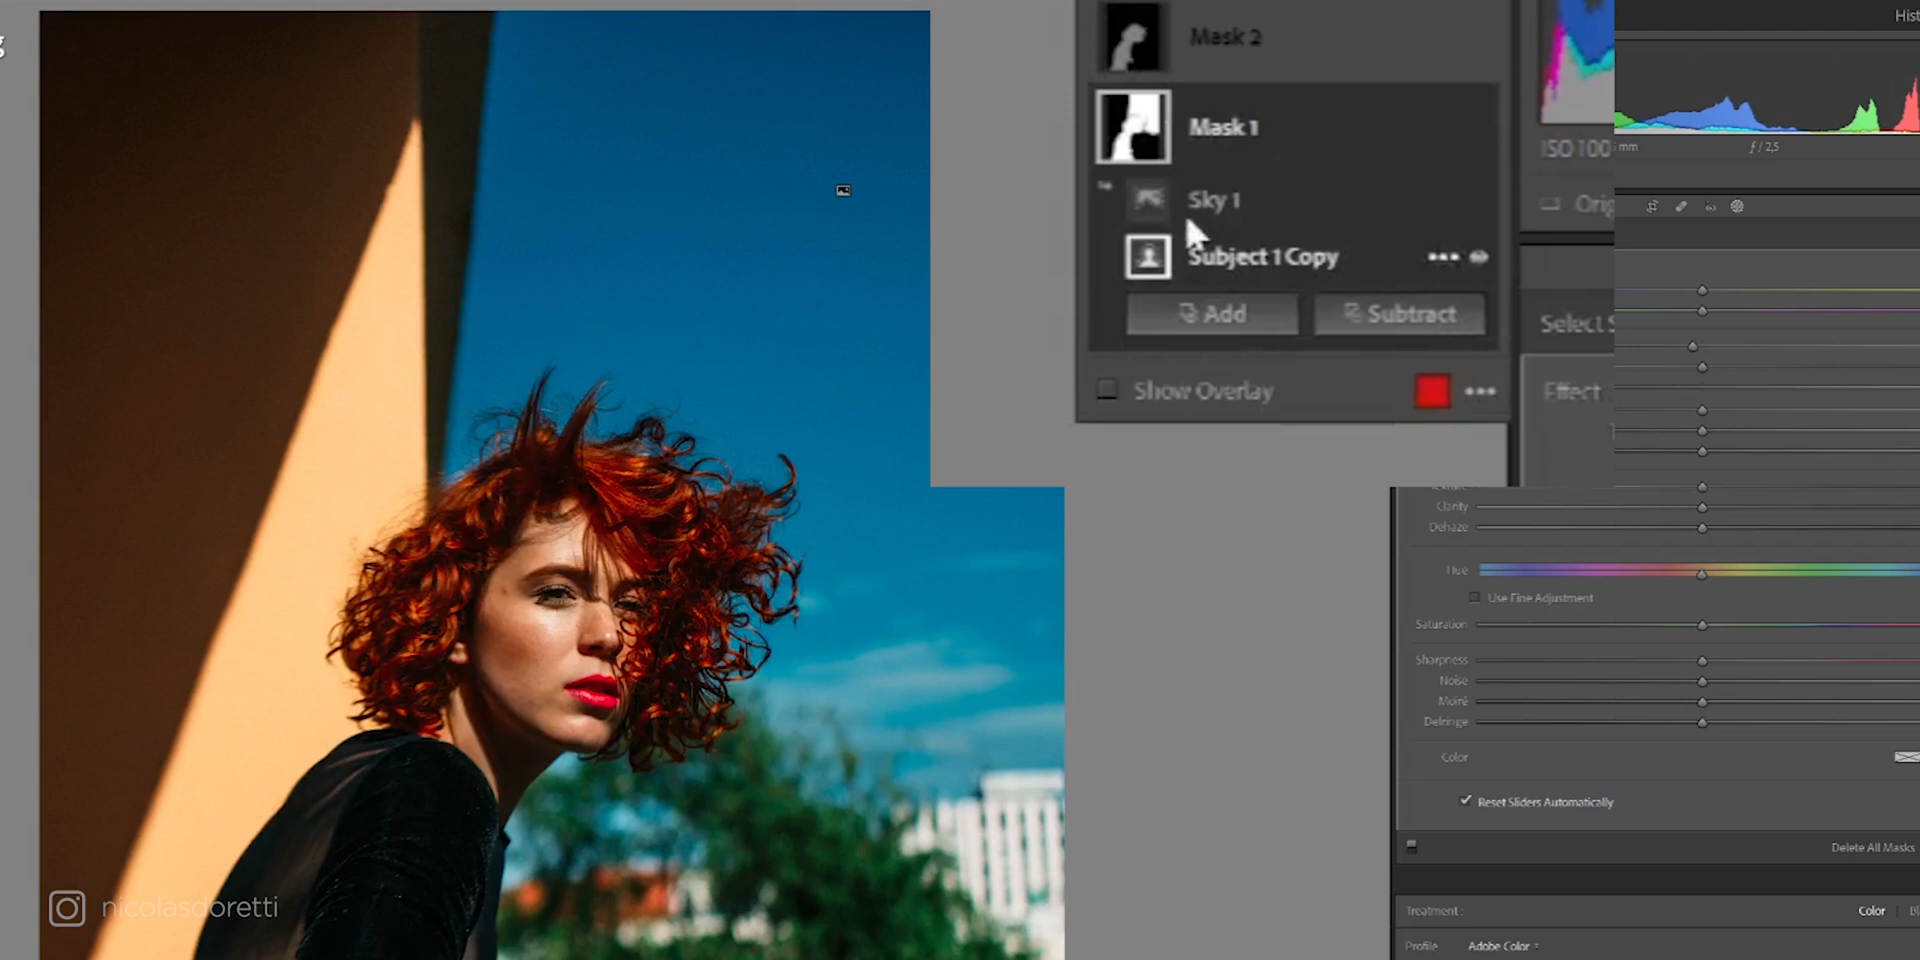 Hist
Mask 2
Mask 1
Sky 1
Subject 1 Copy
Add
Subtract
Show Overlay
ISO 100
mm
f / 2,5
Orig
Select S
Effect
Clarity
Dehaze
Hue
Use Fine Adjustment
Saturation
Sharpness
Noise
Moiré
Defringe
Color
Reset Sliders Automatically
Delete All Masks
Treatment :
Color
Profile
Adobe Color
nicolasdoretti